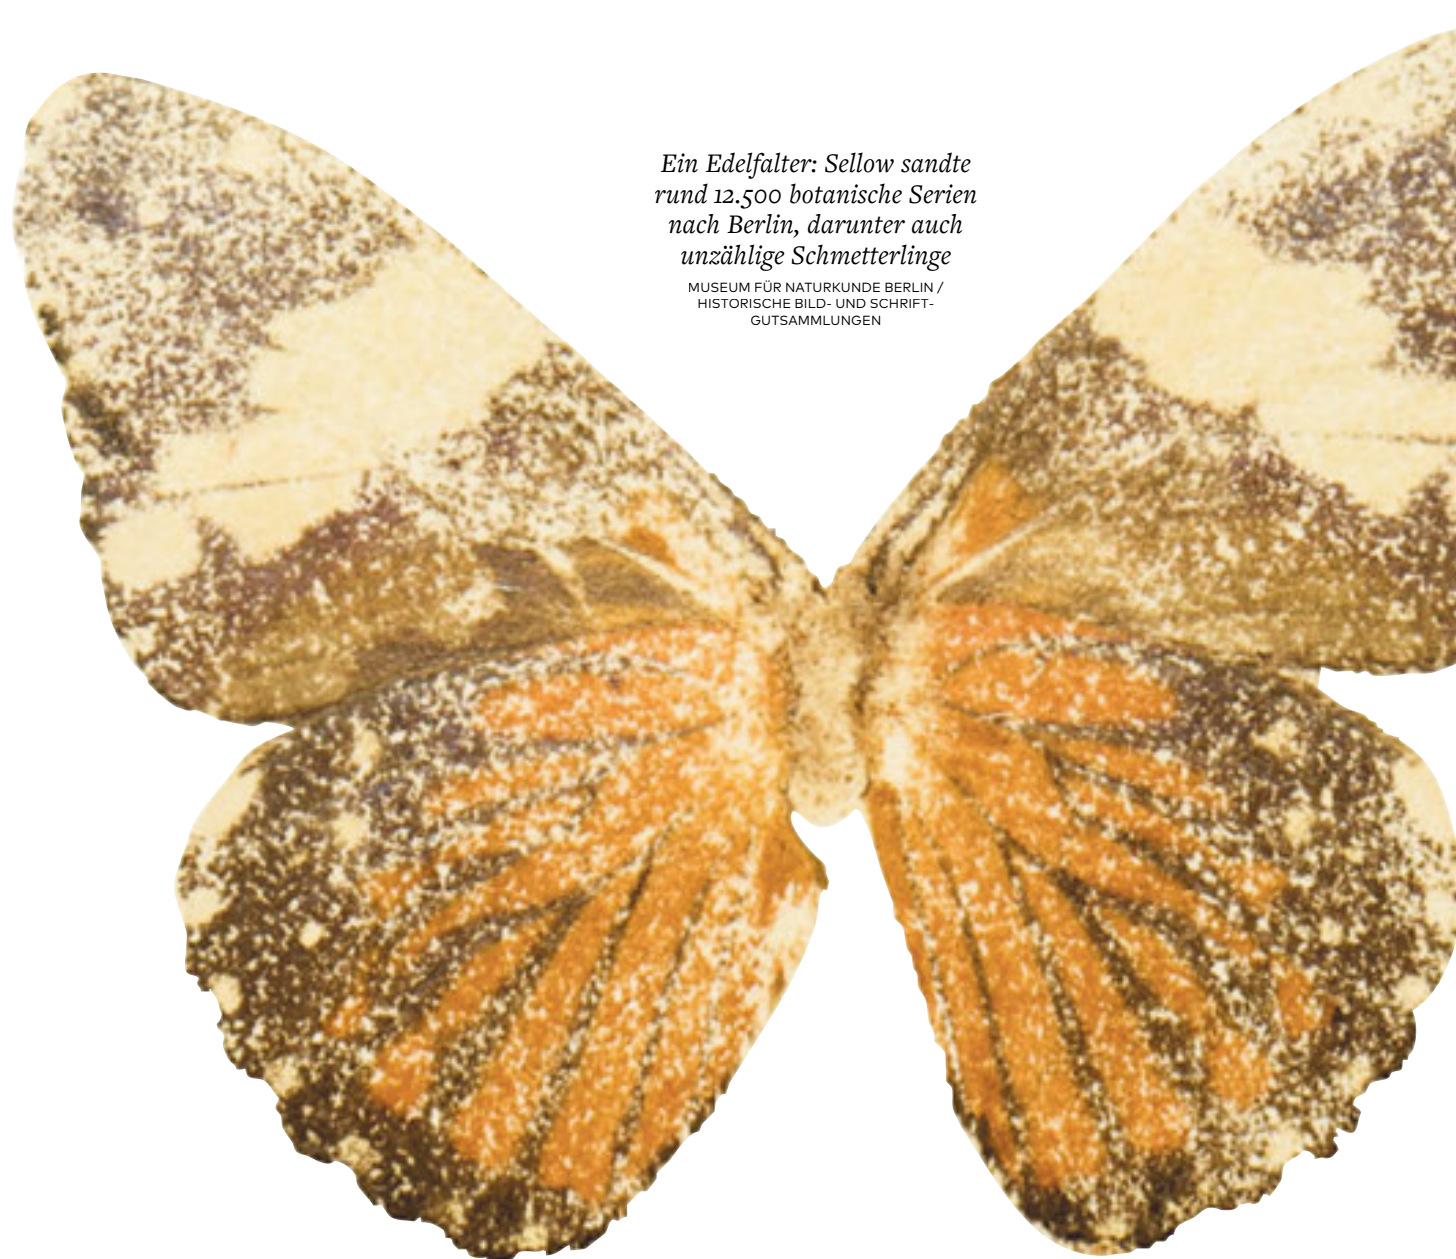 Ein Edelfalter: Sellow sandte
rund 12.500 botanische Serien
nach Berlin, darunter auch
unzählige Schmetterlinge
MUSEUM FÜR NATURKUNDE BERLIN /
HISTORISCHE BILD- UND SCHRIFT-
GUTSAMMLUNGEN